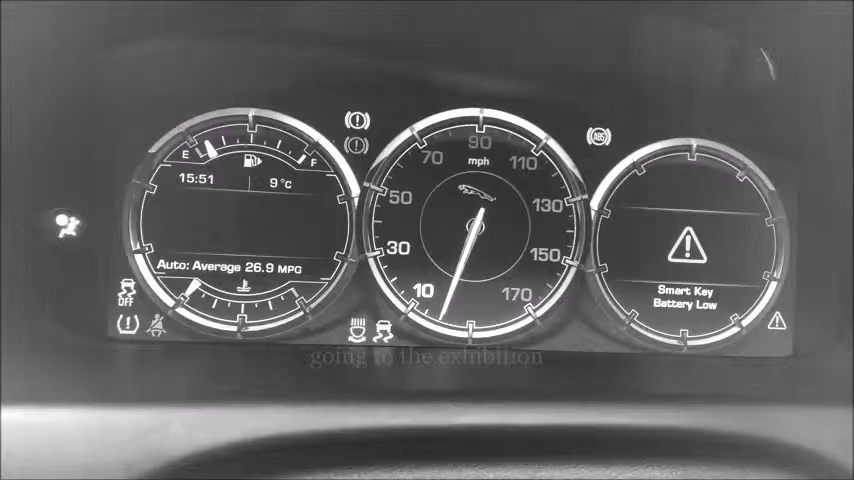 E F
15:51 9°C
Auto: Average 26.9 MPG
OFF
10 30 50 70 90 110 130 150 170
mph
ABS
Smart Key
Battery Low
going to the exhibition